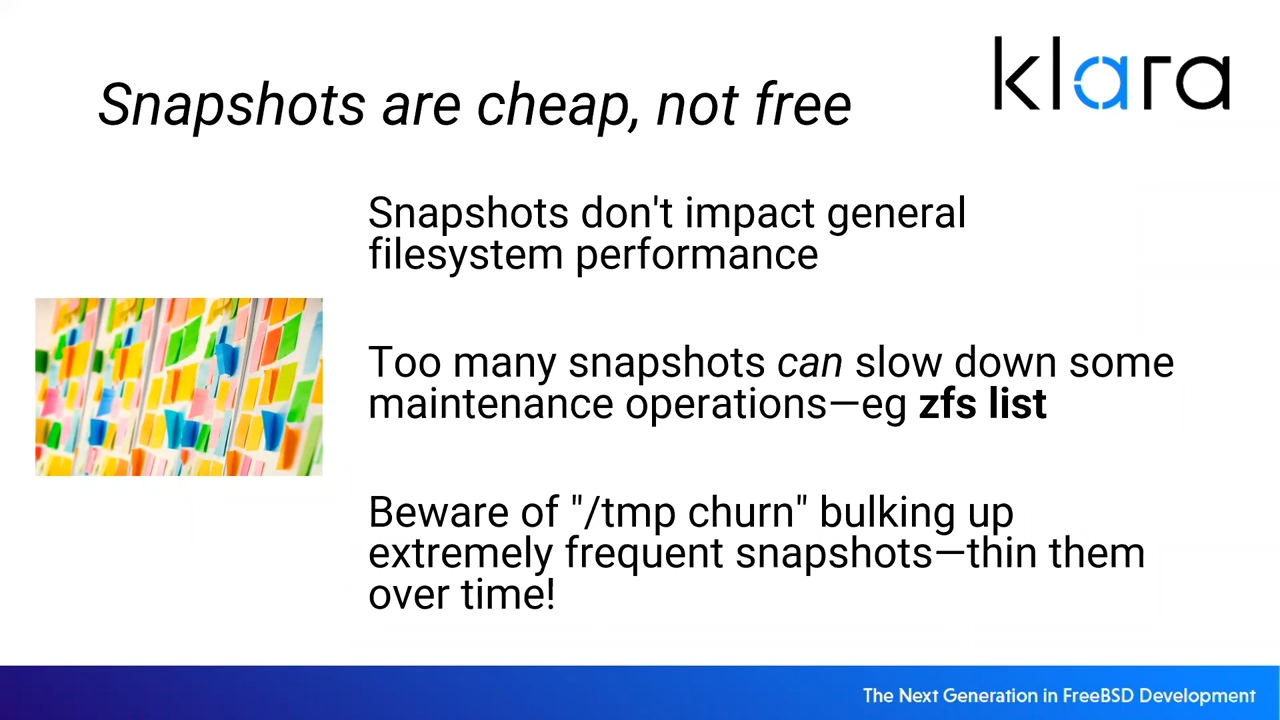 klara
Snapshots are cheap, not free
Snapshots don't impact general
filesystem performance
Too many snapshots can slow down some
maintenance operations—eg zfs list
Beware of "/tmp churn" bulking up
extremely frequent snapshots—thin them
over time!
The Next Generation in FreeBSD Development